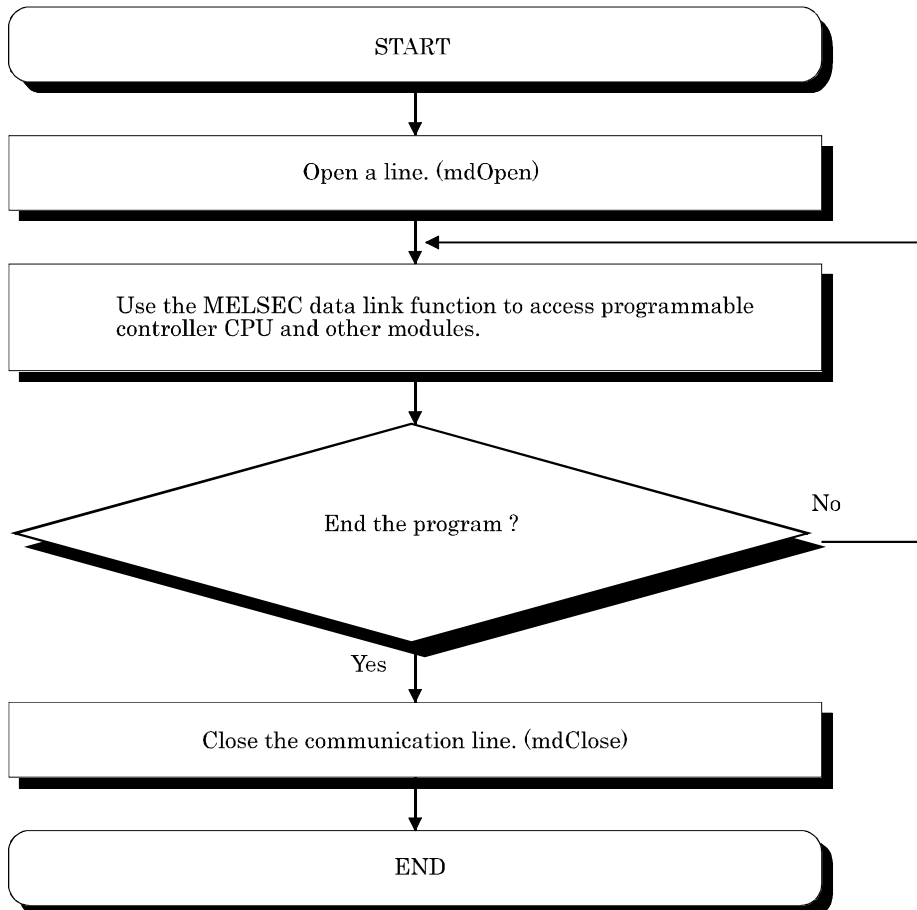 START
Open a line. (mdOpen)
Use the MELSEC data link function to access programmable
controller CPU and other modules.
End the program ?
No
Yes
Close the communication line. (mdClose)
END